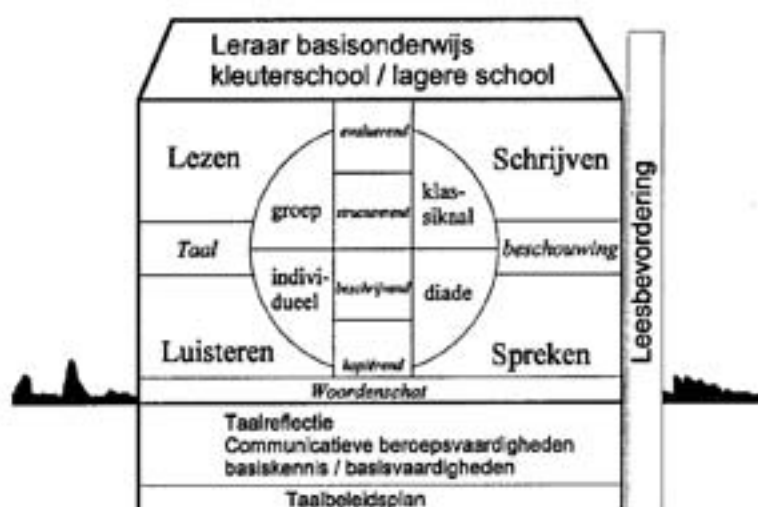 Leraar basisonderwijs
kleuterschool / lagere school
evaluerend
Lezen
Schrijven
groep
structurerend
klas-
sikaal
Taal
beschouwing
indivi-
dueel
beschrijvend
diade
Luisteren
Spreken
kopiërend
Woordenschat
Taalreflectie
Communicatieve beroepsvaardigheden
basiskennis / basisvaardigheden
Taalbeleidsplan
Leesbevordering